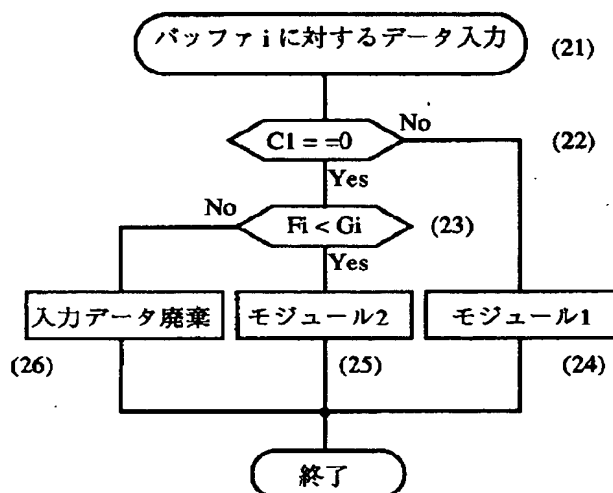 バッファiに対するデータ入力
(21)
No
C1 = =0
(22)
Yes
No
Fi < Gi
(23)
Yes
入力データ廃棄
モジュール2
モジュール1
(26)
(25)
(24)
終了